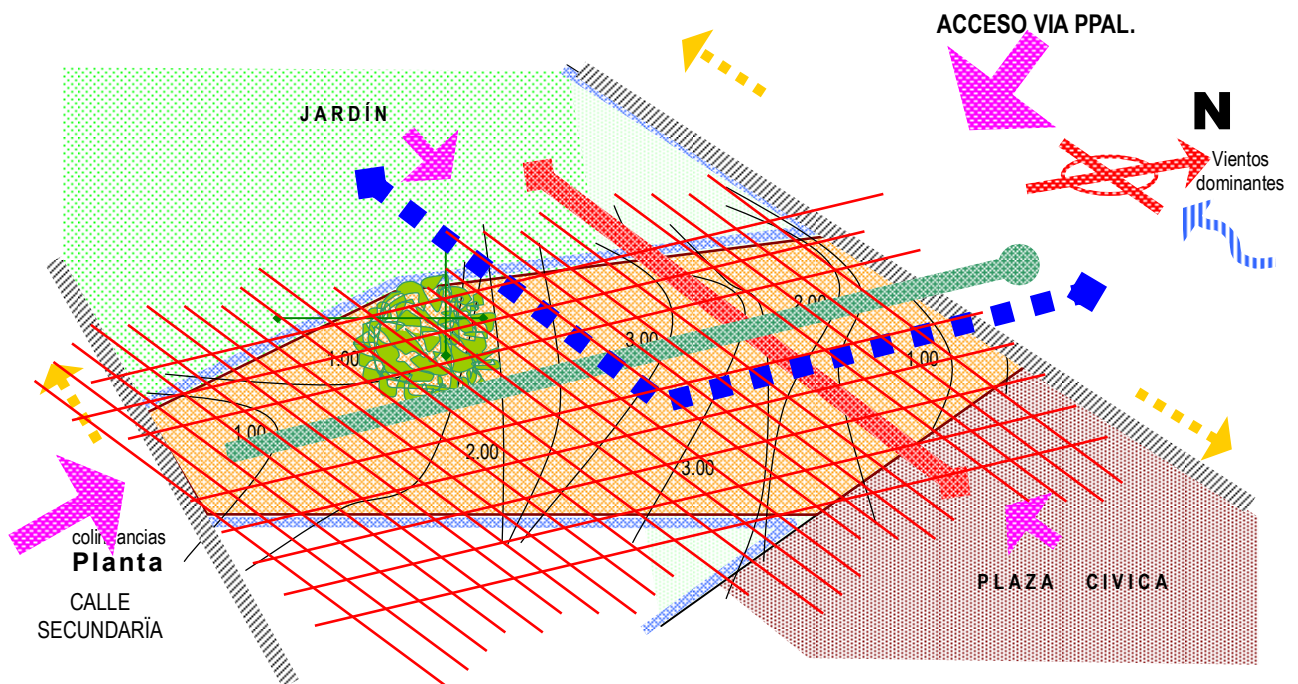 ACCESO VIA PPAL.
N
JARDÍN
Vientos
dominantes
2.00
3.00
1.00
1.00
1.00
2.00
3.00
colindancias
Planta
CALLE
SECUNDARÏA
PLAZA CIVICA